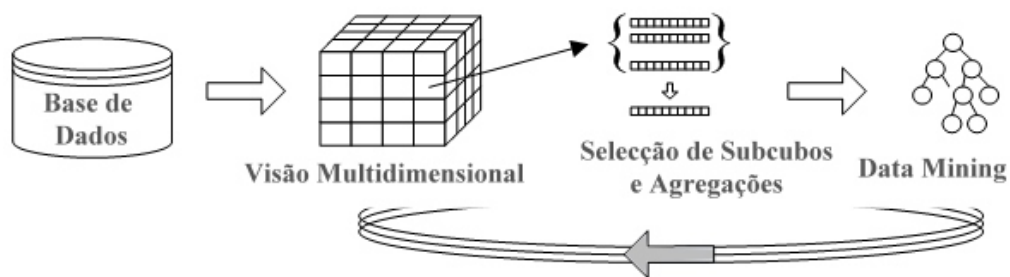 Base de
Dados
Visão Multidimensional
Selecção de Subcubos
e Agregações
Data Mining